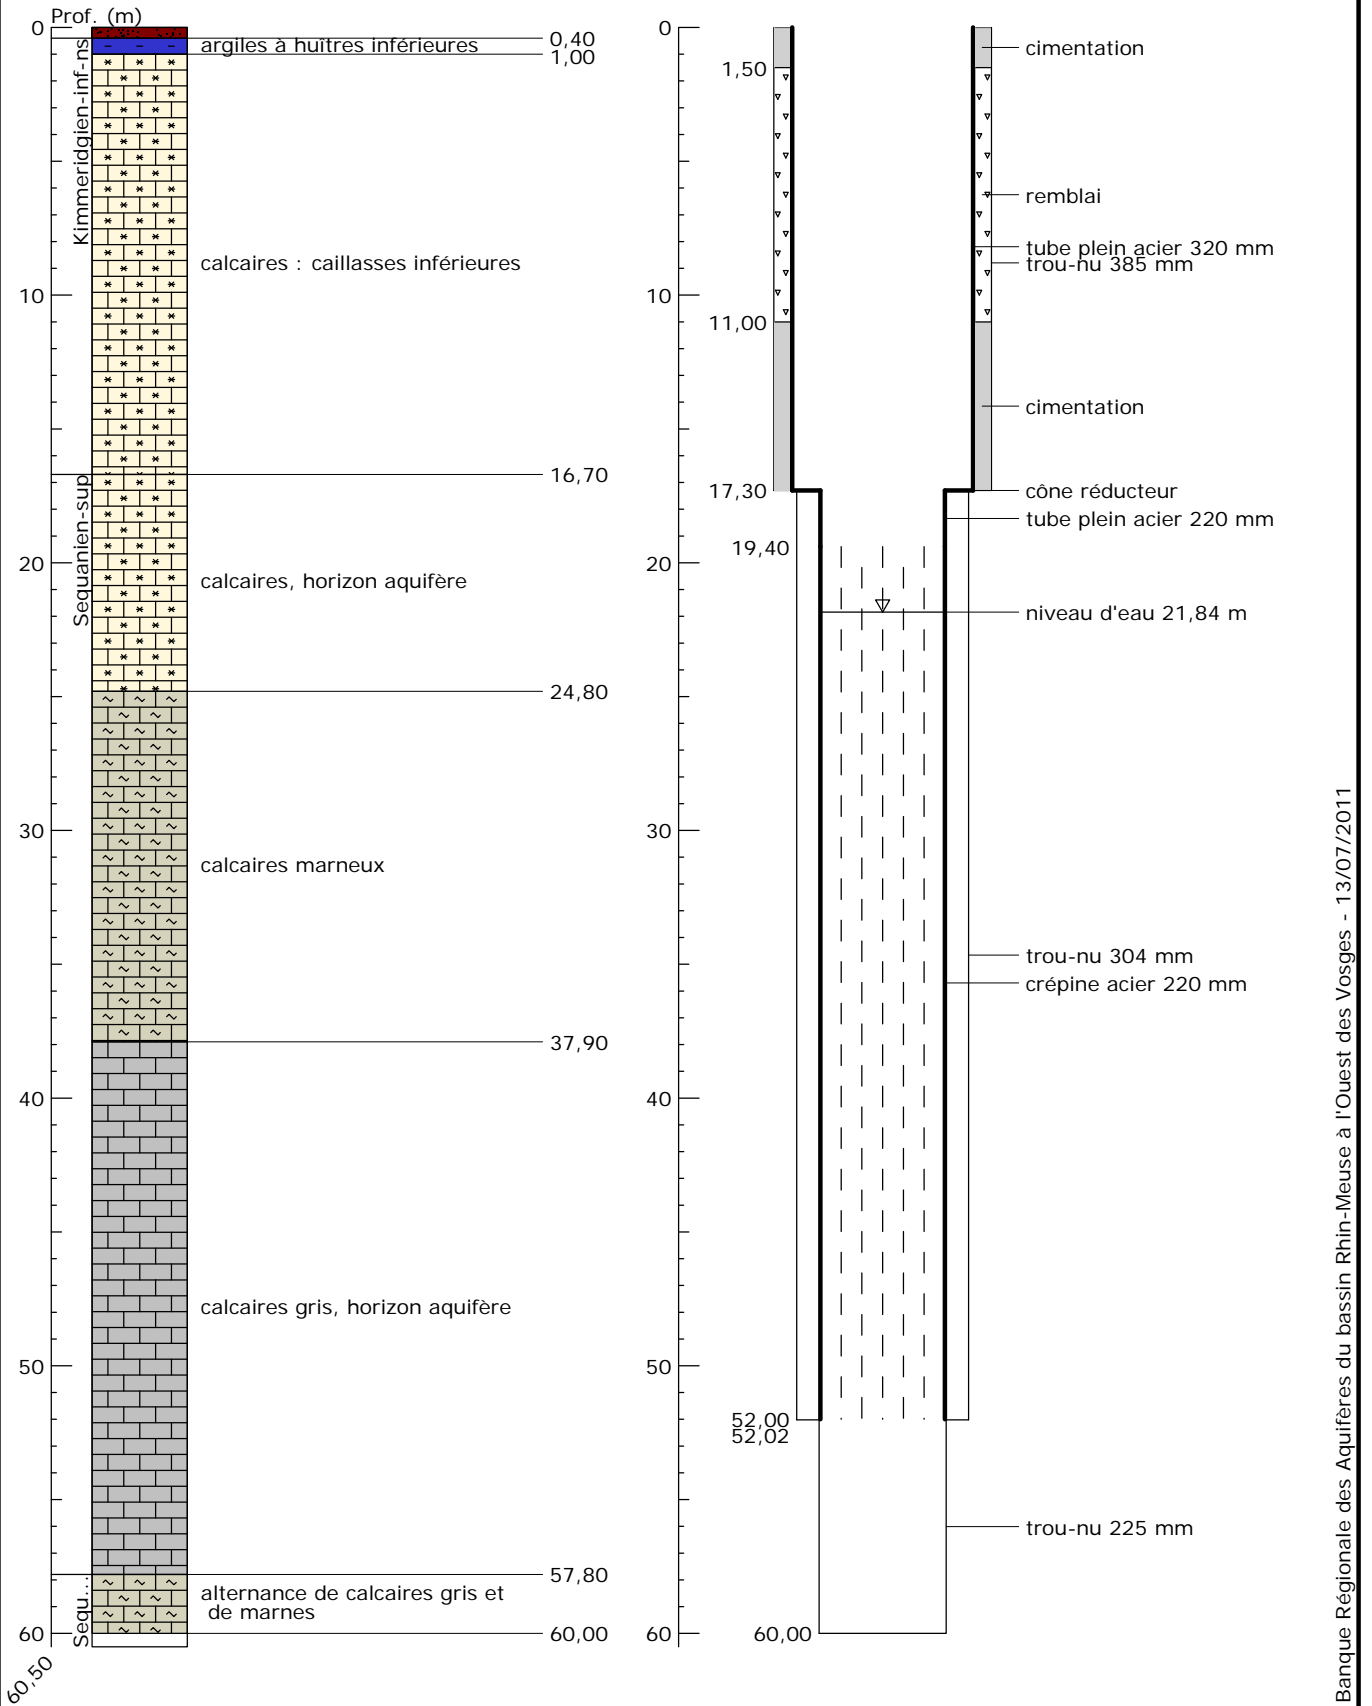 Prof. (m)
0
10
20
30
40
50
60
60,50
Kimmeridgien-inf-ns
Sequanien-sup
Sequ...
argiles à huîtres inférieures
0,40
1,00
calcaires : caillasses inférieures
16,70
calcaires, horizon aquifère
24,80
calcaires marneux
37,90
calcaires gris, horizon aquifère
57,80
alternance de calcaires gris et
de marnes
60,00
0
10
20
30
40
50
60
1,50
11,00
17,30
19,40
52,00
52,02
60,00
cimentation
remblai
tube plein acier 320 mm
trou-nu 385 mm
cimentation
cône réducteur
tube plein acier 220 mm
niveau d'eau 21,84 m
trou-nu 304 mm
crépine acier 220 mm
trou-nu 225 mm
Banque Régionale des Aquifères du bassin Rhin-Meuse à l'Ouest des Vosges - 13/07/2011